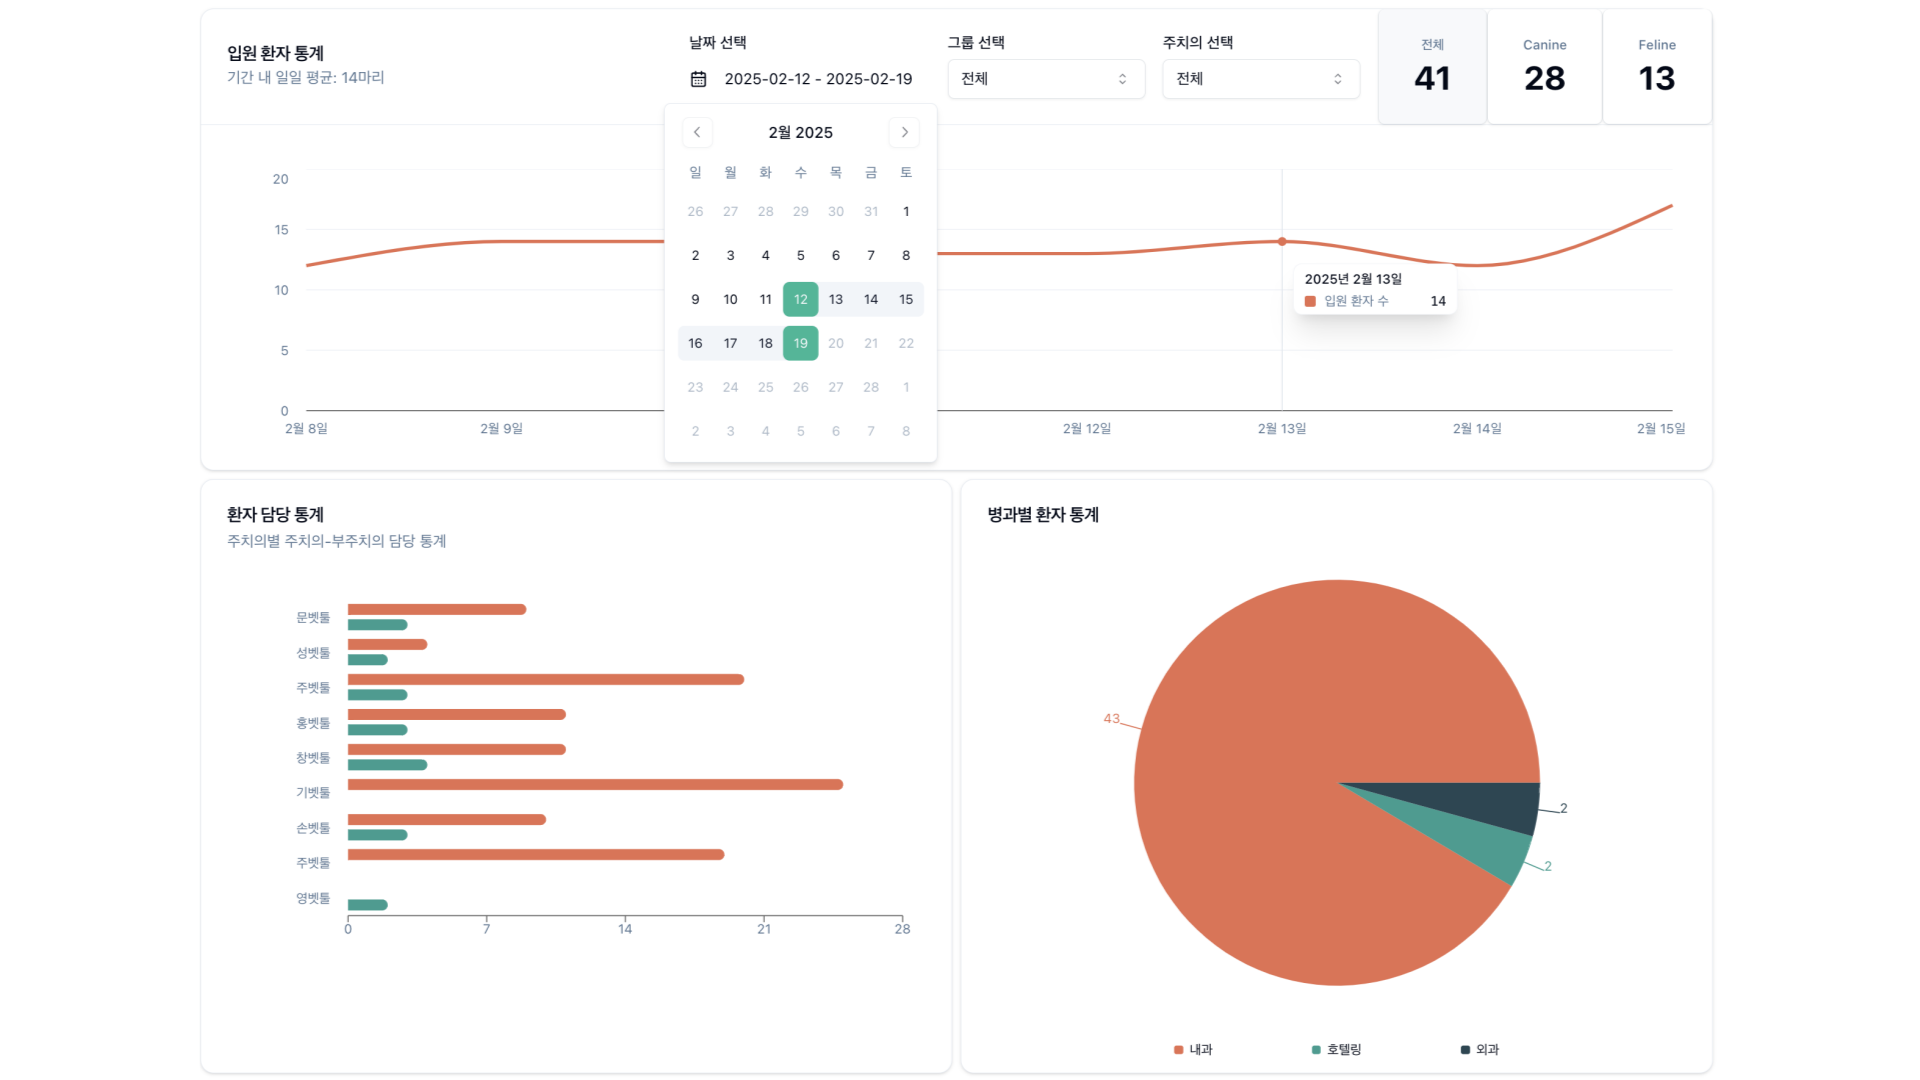 입원 환자 통계
기간 내 일일 평균: 14마리
날짜 선택
2025-02-12 - 2025-02-19
그룹 선택
전체
주치의 선택
전체
전체
41
Canine
28
Feline
13
2월 2025
일 월 화 수 목 금 토
26 27 28 29 30 31 1
2 3 4 5 6 7 8
9 10 11 12 13 14 15
16 17 18 19 20 21 22
23 24 25 26 27 28 1
2 3 4 5 6 7 8
20
15
10
5
0
2월 8일 2월 9일 2월 12일 2월 13일 2월 14일 2월 15일
2025년 2월 13일
입원 환자 수 14
환자 담당 통계
주치의별 주치의-부주치의 담당 통계
문벳툴
성벳툴
주벳툴
홍벳툴
창벳툴
기벳툴
손벳툴
주벳툴
영벳툴
0 7 14 21 28
병과별 환자 통계
43
2
2
내과 호텔링 외과